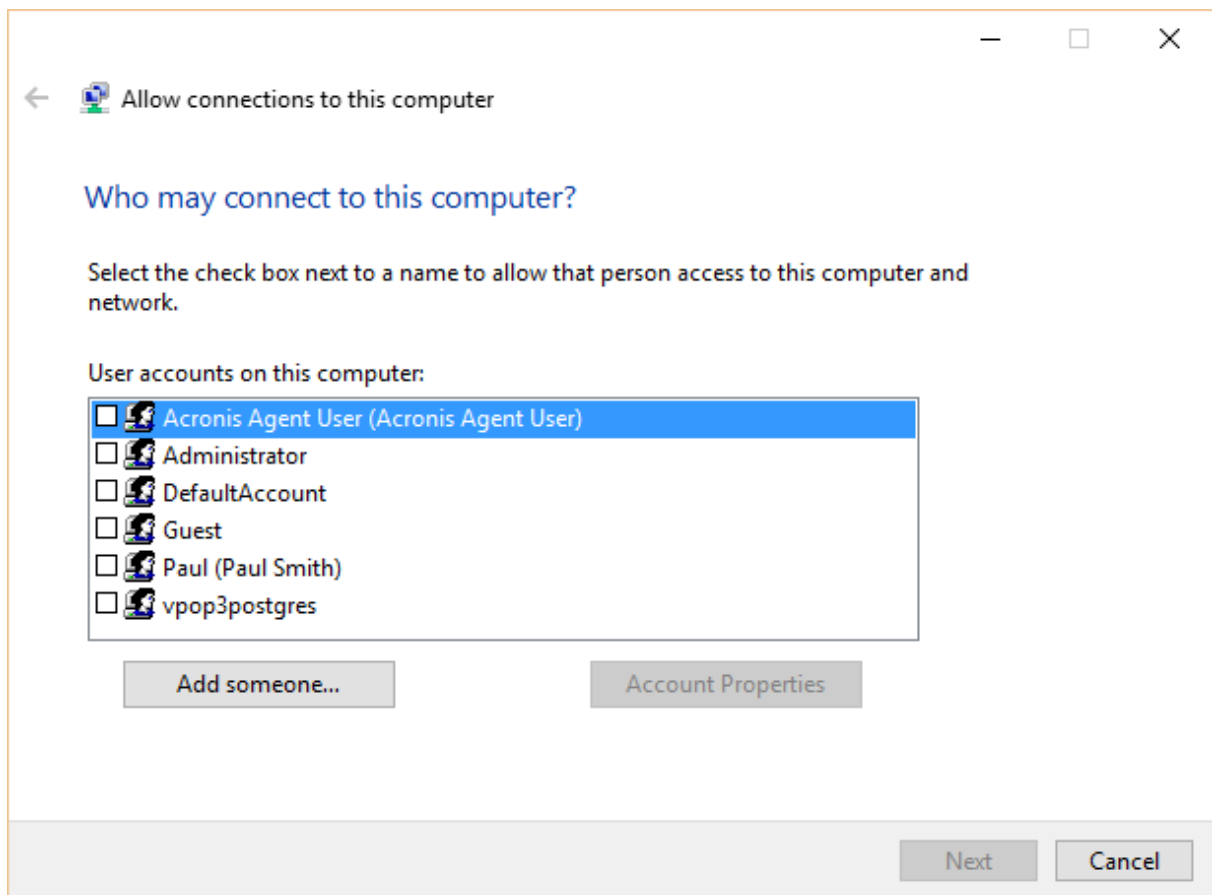 Allow connections to this computer
Who may connect to this computer?
Select the check box next to a name to allow that person access to this computer and
network.
User accounts on this computer:
Acronis Agent User (Acronis Agent User)
Administrator
DefaultAccount
Guest
Paul (Paul Smith)
vpop3postgres
Add someone...
Account Properties
Next
Cancel